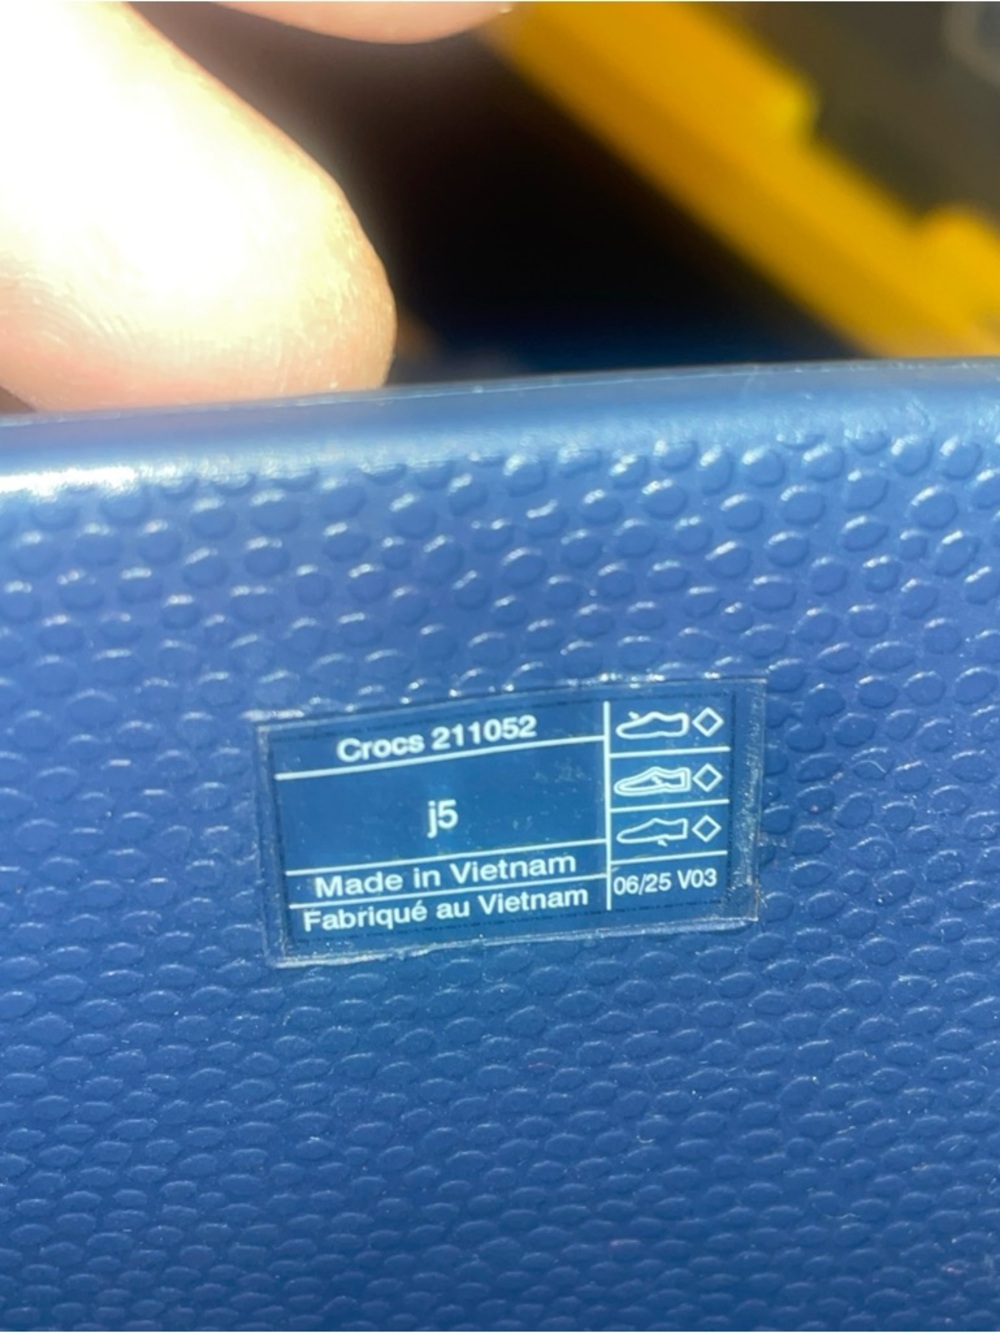 Crocs 211052
j5
Made in Vietnam
Fabriqué au Vietnam
06/25 V03